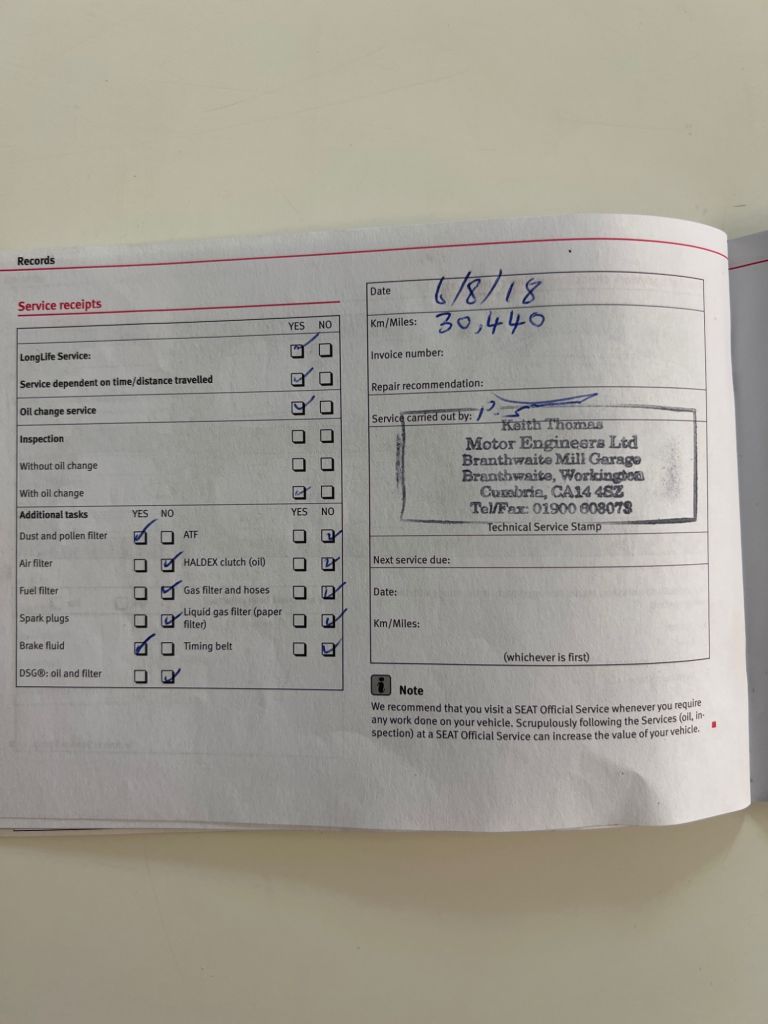 Records
Service receipts
YES NO
LongLife Service:
Service dependent on time/distance travelled
Oil change service
Inspection
Without oil change
With oil change
Additional tasks YES NO YES NO
Dust and pollen filter ATF
Air filter HALDEX clutch (oil)
Fuel filter Gas filter and hoses
Spark plugs Liquid gas filter (paper
filter)
Brake fluid Timing belt
DSG®: oil and filter
Date 6/8/18
Km/Miles: 30,440
Invoice number:
Repair recommendation:
Service carried out by:
Keith Thomas
Motor Engineers Ltd
Branthwaite Mill Garage
Branthwaite, Workington
Cumbria, CA14 4SZ
Tel/Fax: 01900 608073
Technical Service Stamp
Next service due:
Date:
Km/Miles:
(whichever is first)
i Note
We recommend that you visit a SEAT Official Service whenever you require
any work done on your vehicle. Scrupulously following the Services (oil, in-
spection) at a SEAT Official Service can increase the value of your vehicle.